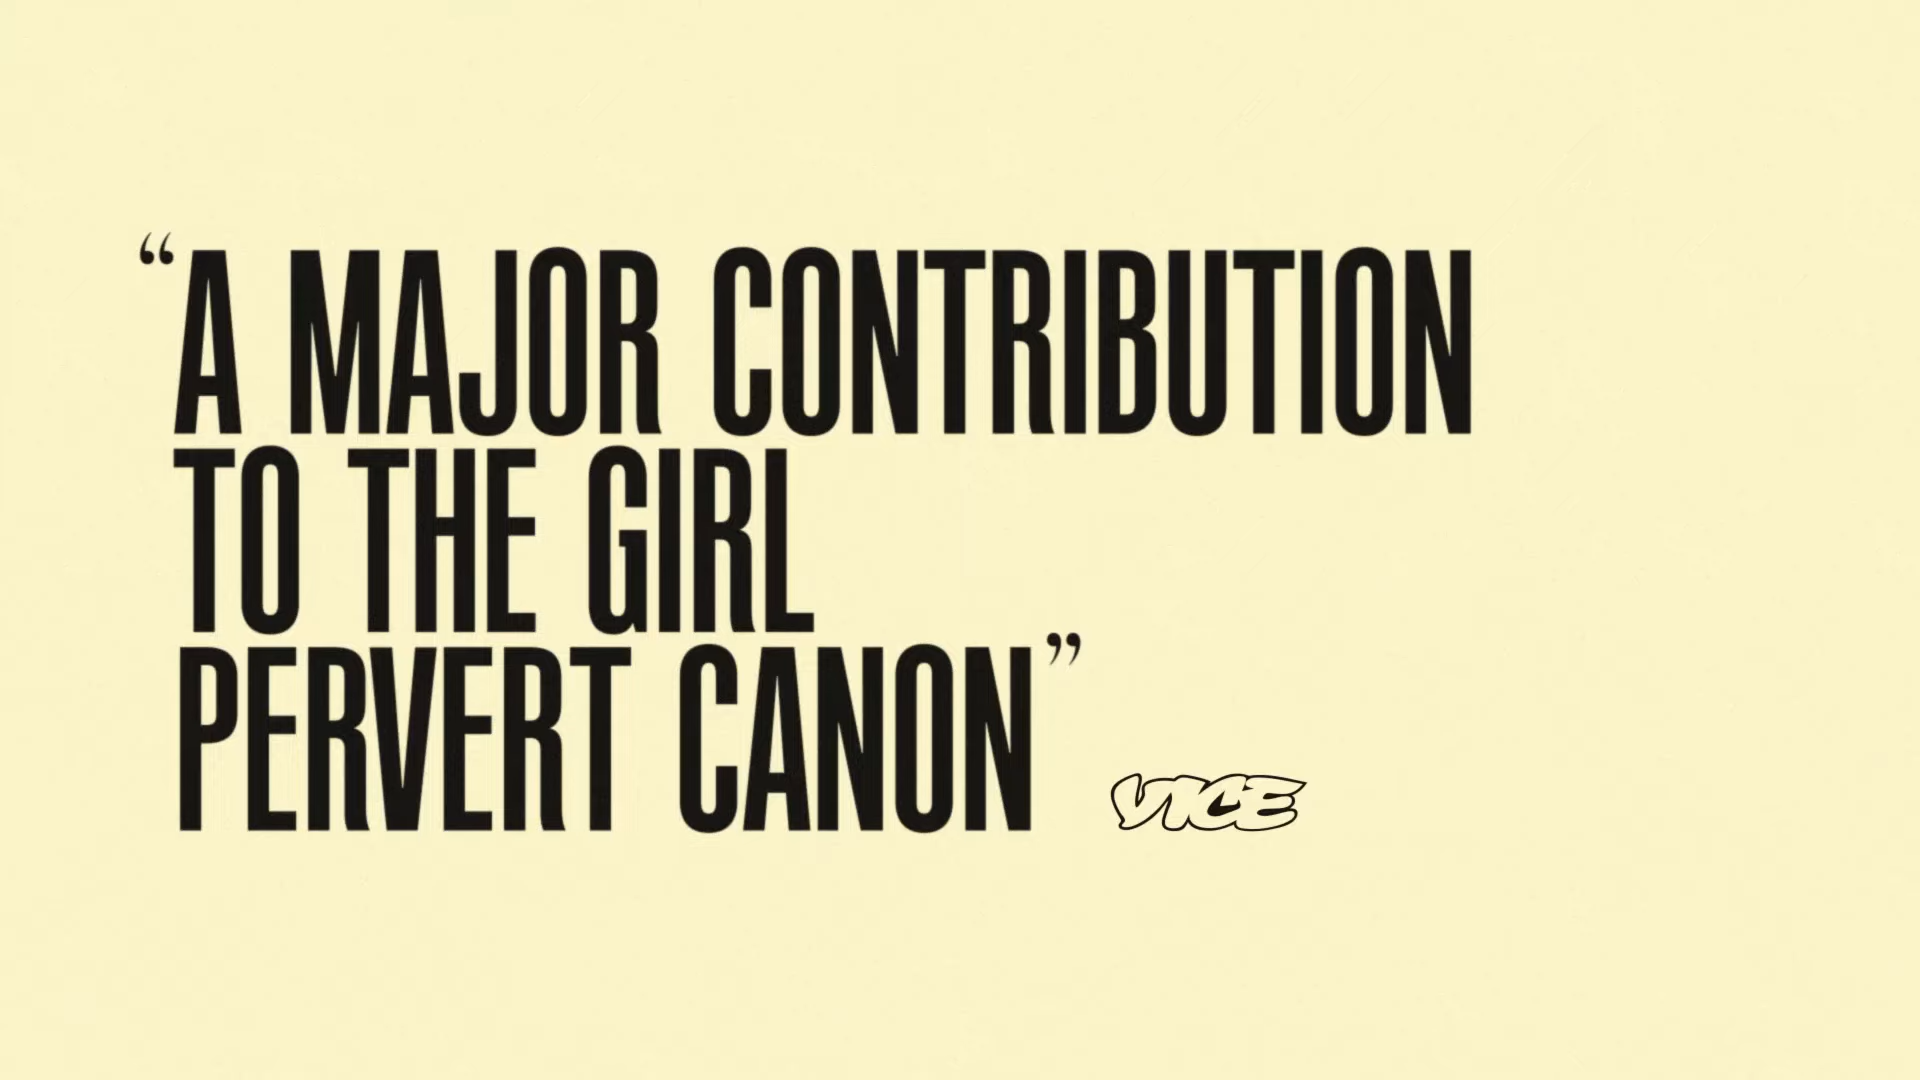 “A MAJOR CONTRIBUTION
TO THE GIRL
PERVERT CANON”
VICE